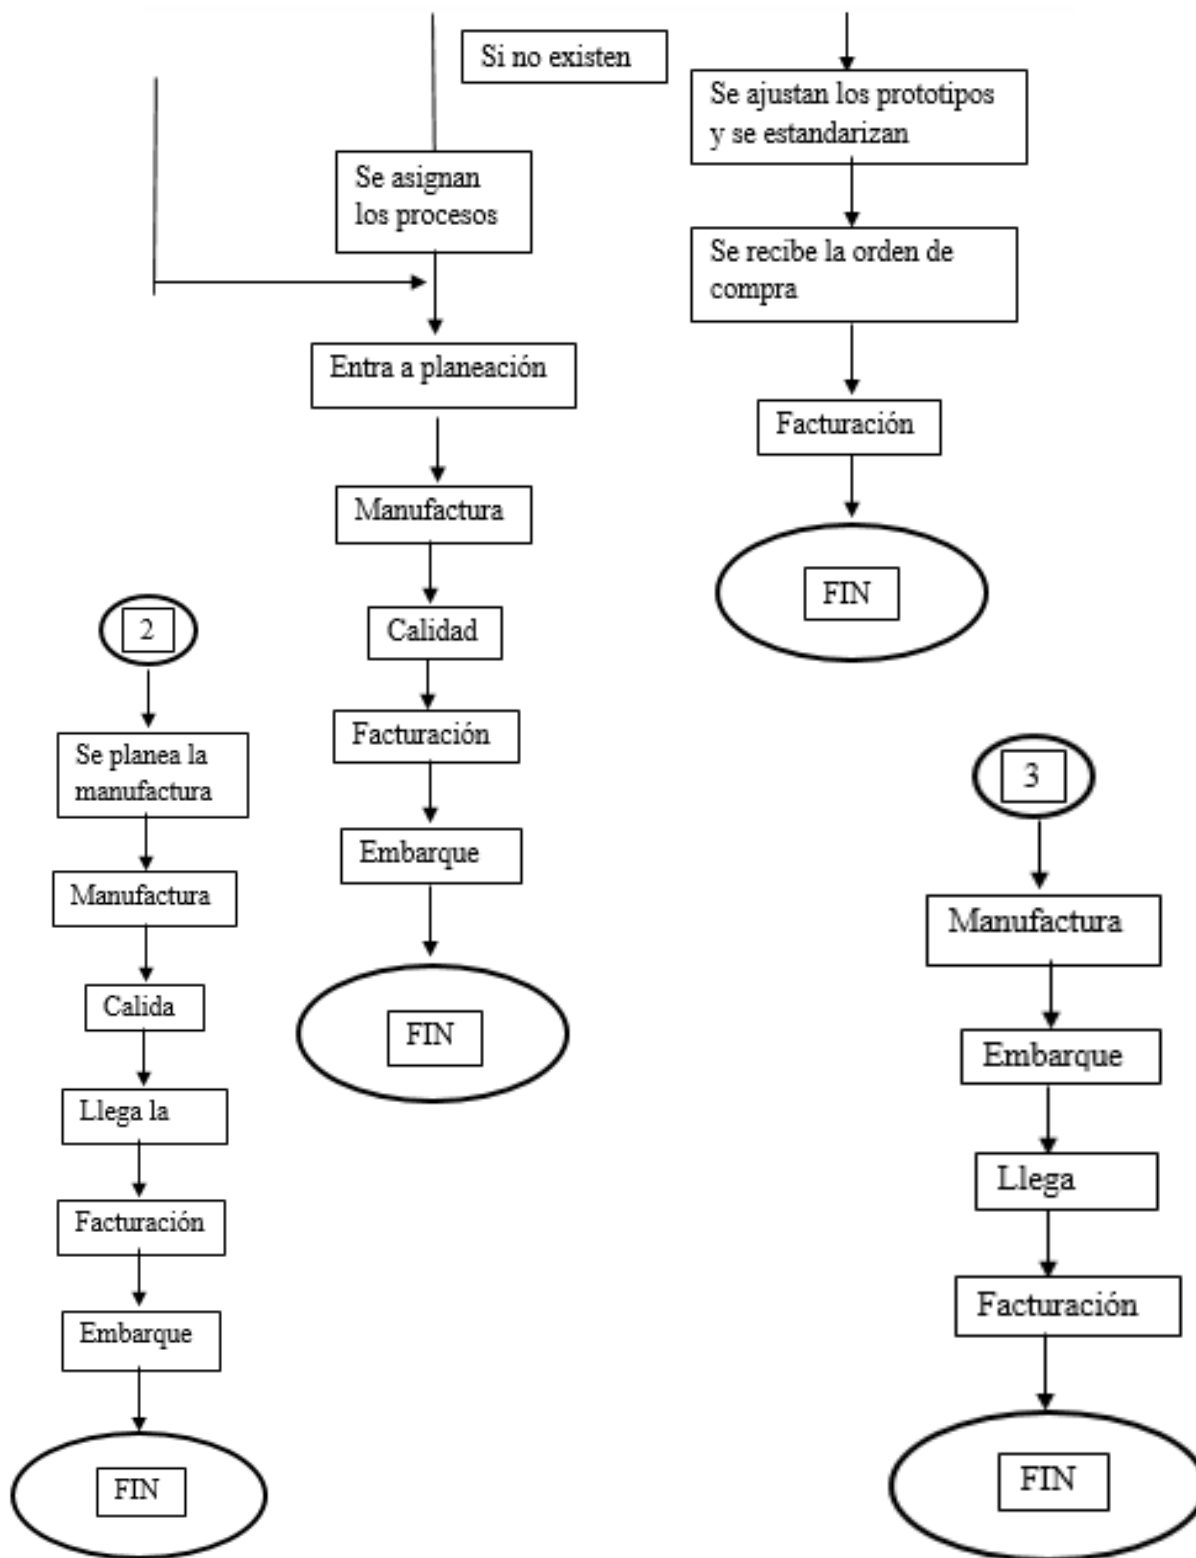 Si no existen
Se ajustan los prototipos
y se estandarizan
Se asignan
los procesos
Se recibe la orden de
compra
Entra a planeación
Facturación
Manufactura
FIN
Calidad
2
Facturación
Se planea la
manufactura
3
Embarque
Manufactura
Manufactura
Calida
FIN
Embarque
Llega la
Llega
Facturación
Facturación
Embarque
FIN
FIN